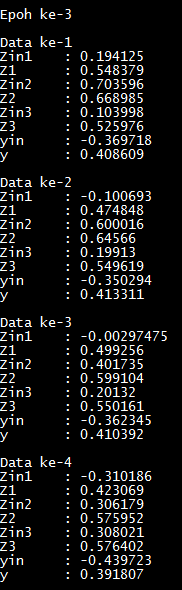 Epoh ke-3
Data ke-1
Zin1 : 0.194125
Z1 : 0.548379
Zin2 : 0.703596
Z2 : 0.668985
Zin3 : 0.103998
Z3 : 0.525976
yin : -0.369718
y : 0.408609
Data ke-2
Zin1 : -0.100693
Z1 : 0.474848
Zin2 : 0.600016
Z2 : 0.64566
Zin3 : 0.19913
Z3 : 0.549619
yin : -0.350294
y : 0.413311
Data ke-3
Zin1 : -0.00297475
Z1 : 0.499256
Zin2 : 0.401735
Z2 : 0.599104
Zin3 : 0.20132
Z3 : 0.550161
yin : -0.362345
y : 0.410392
Data ke-4
Zin1 : -0.310186
Z1 : 0.423069
Zin2 : 0.306179
Z2 : 0.575952
Zin3 : 0.308021
Z3 : 0.576402
yin : -0.439723
y : 0.391807